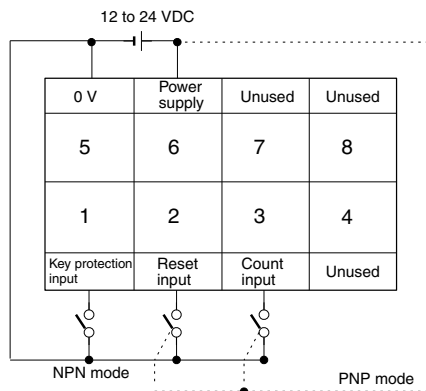 12 to 24 VDC
0 V
Power
supply
Unused
Unused
5
6
7
8
1
2
3
4
Key protection
input
Reset
input
Count
input
Unused
NPN mode
PNP mode